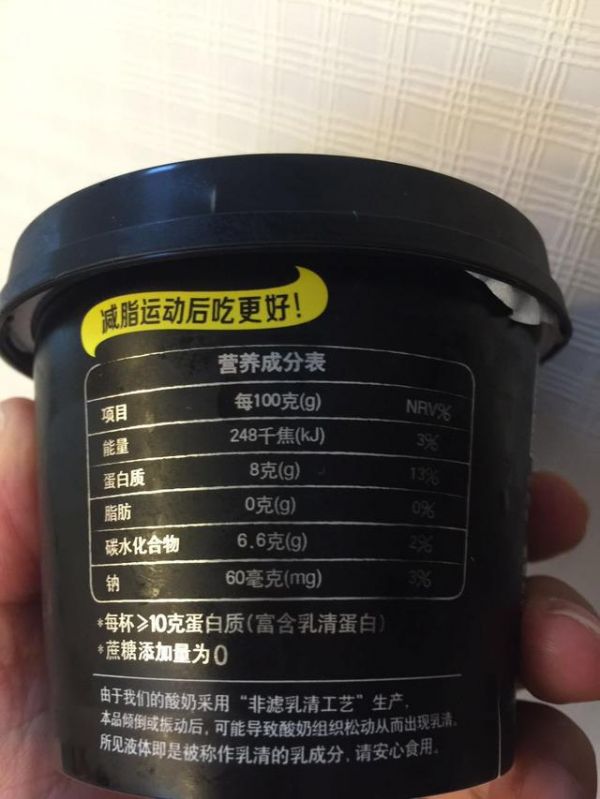 减脂运动后吃更好!
营养成分表
项目 每100克(g) NRV%
能量 248千焦(kJ) 3%
蛋白质 8克(g) 13%
脂肪 0克(g) 0%
碳水化合物 6.6克(g) 2%
钠 60毫克(mg) 3%
*每杯≥10克蛋白质(富含乳清蛋白)
*蔗糖添加量为0
由于我们的酸奶采用“非滤乳清工艺”生产，
本品倾倒或振动后，可能导致酸奶组织松动从而出现乳清。
所见液体即是被称作乳清的乳成分，请安心食用。